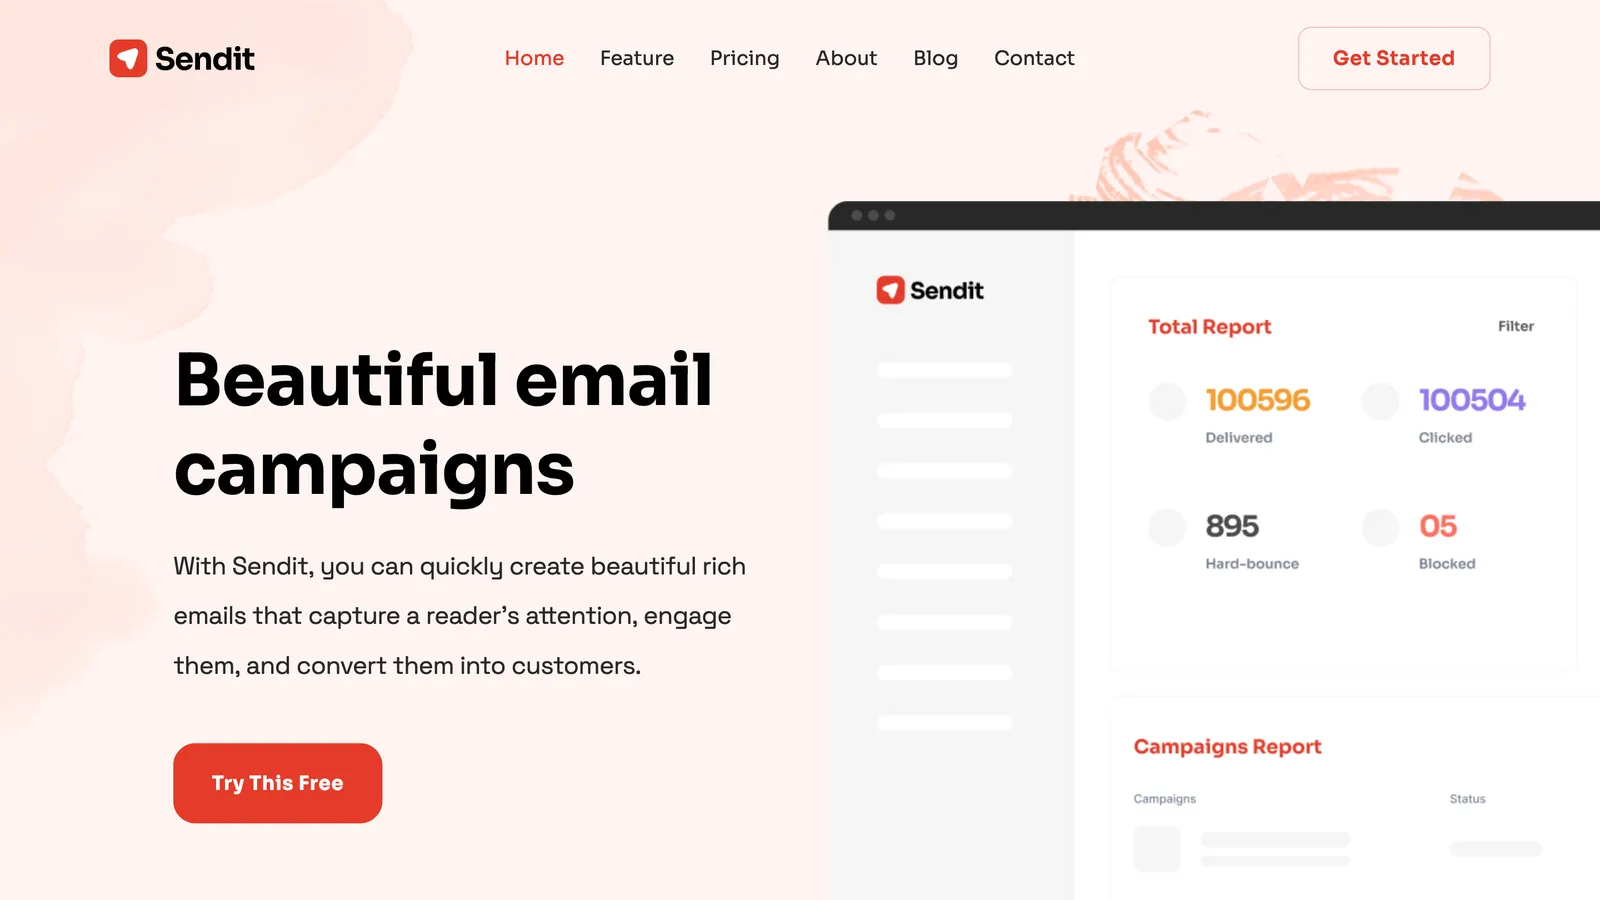 Sendit
Home Feature Pricing About Blog Contact
Get Started
Beautiful email
campaigns
With Sendit, you can quickly create beautiful rich
emails that capture a reader's attention, engage
them, and convert them into customers.
Try This Free
Sendit
Total Report
Filter
100596
Delivered
100504
Clicked
895
Hard-bounce
05
Blocked
Campaigns Report
Campaigns
Status